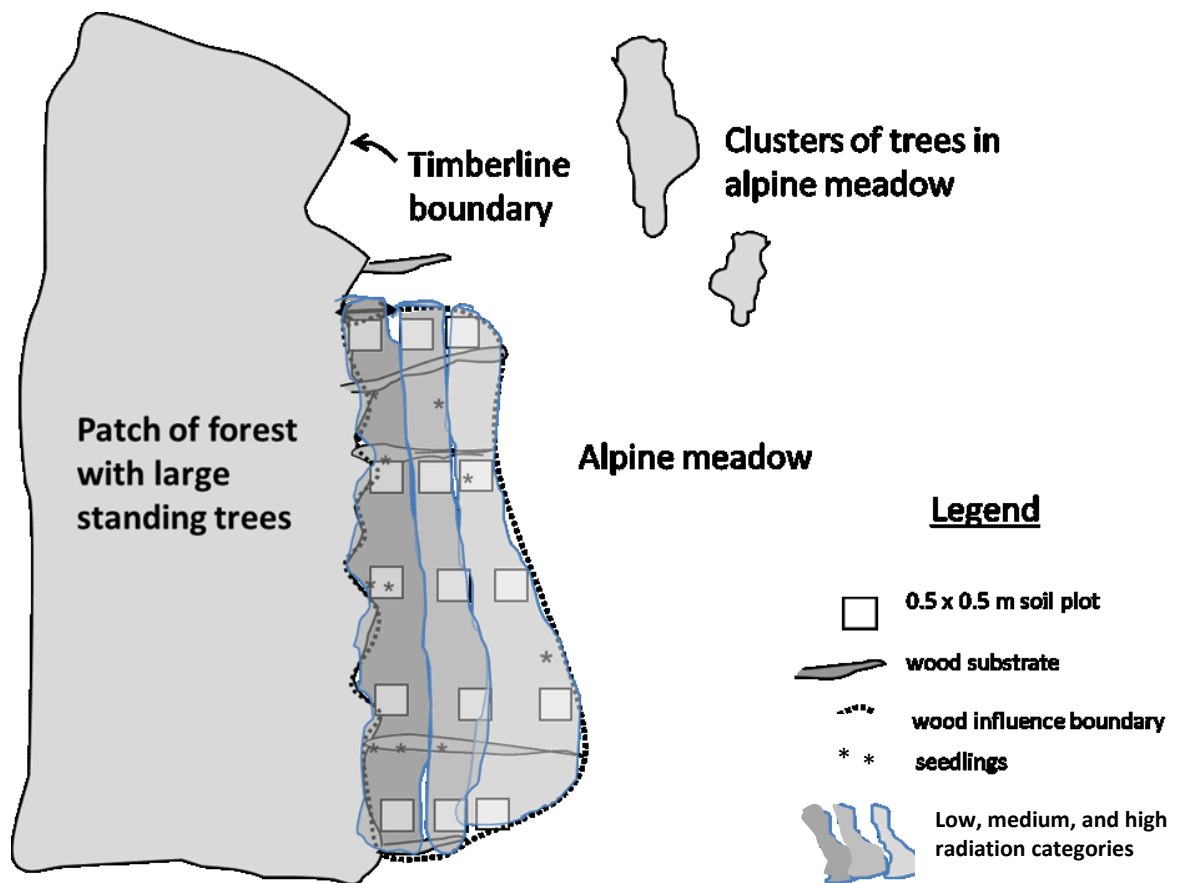 Clusters of trees in
alpine meadow
Timberline
boundary
Patch of forest
with large
standing trees
Alpine meadow
Legend
0.5 x 0.5 m soil plot
wood substrate
wood influence boundary
* *
seedlings
Low, medium, and high
radiation categories